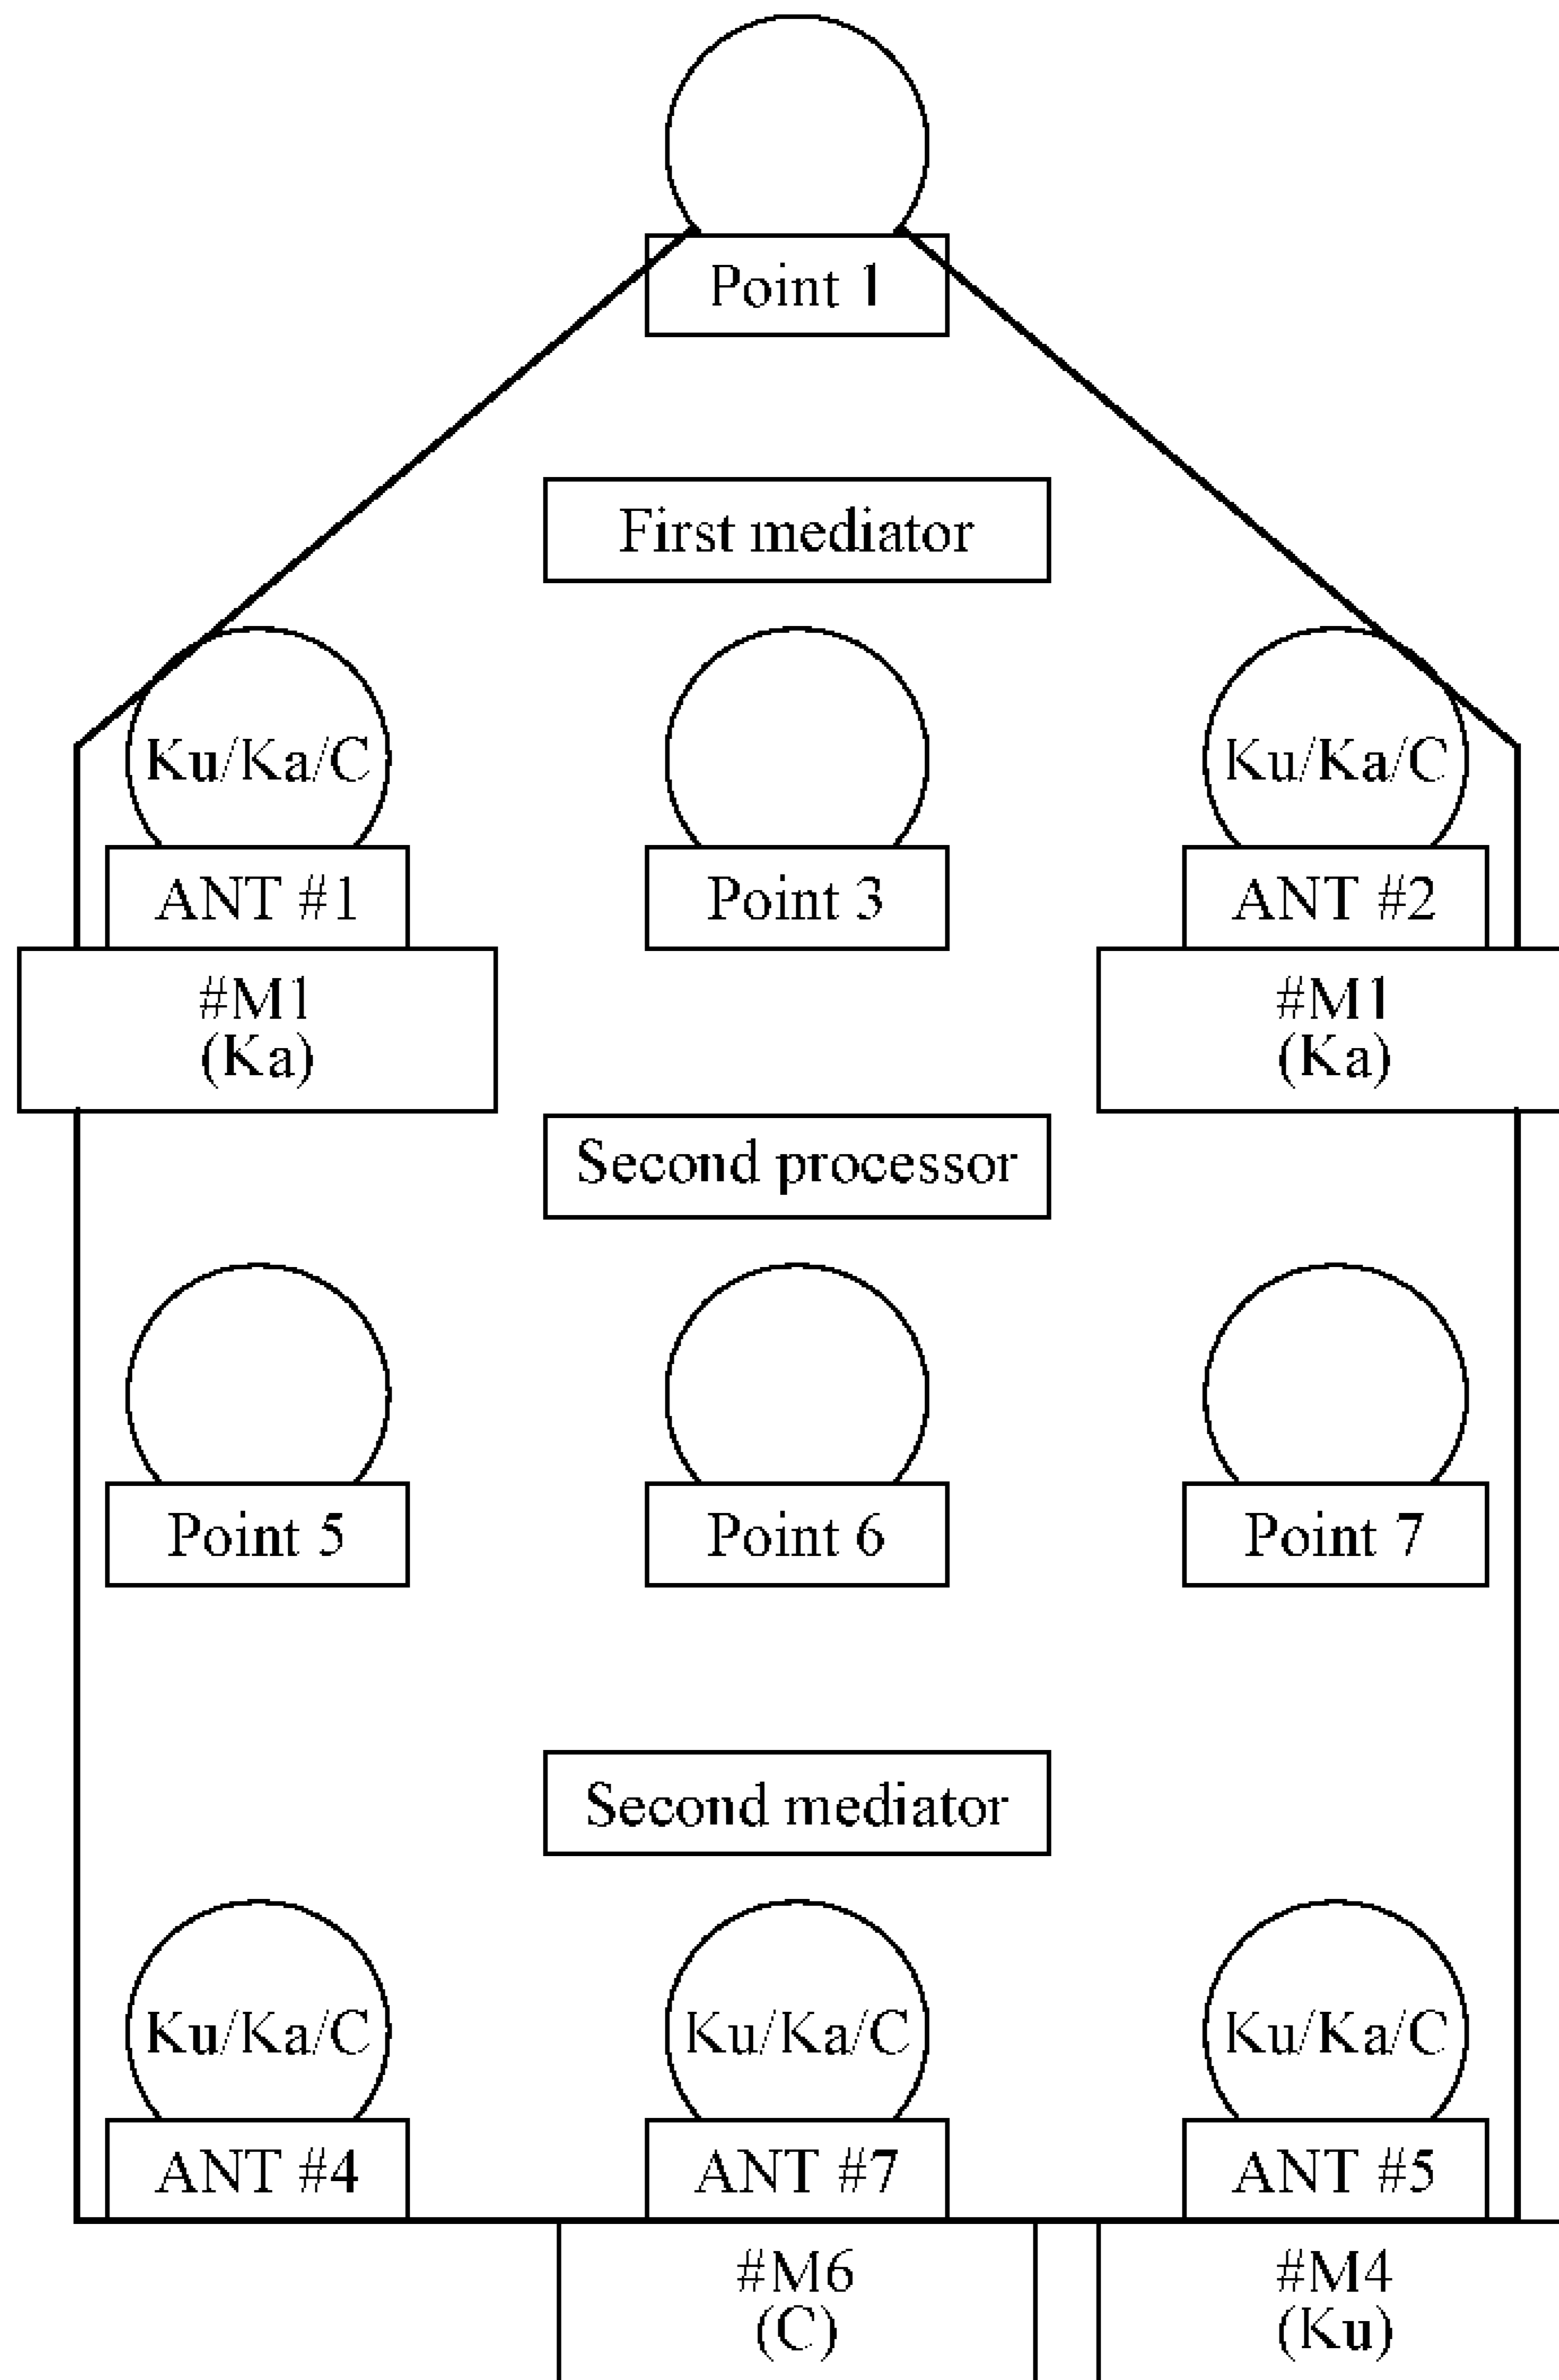 Point 1
First mediator
Ku/Ka/C
Ku/Ka/C
ANT #1
Point 3
ANT #2
#M1
(Ka)
#M1
(Ka)
Second processor
Point 5
Point 6
Point 7
Second mediator
Ku/Ka/C
Ku/Ka/C
Ku/Ka/C
ANT #4
ANT #7
ANT #5
#M6
(C)
#M4
(Ku)